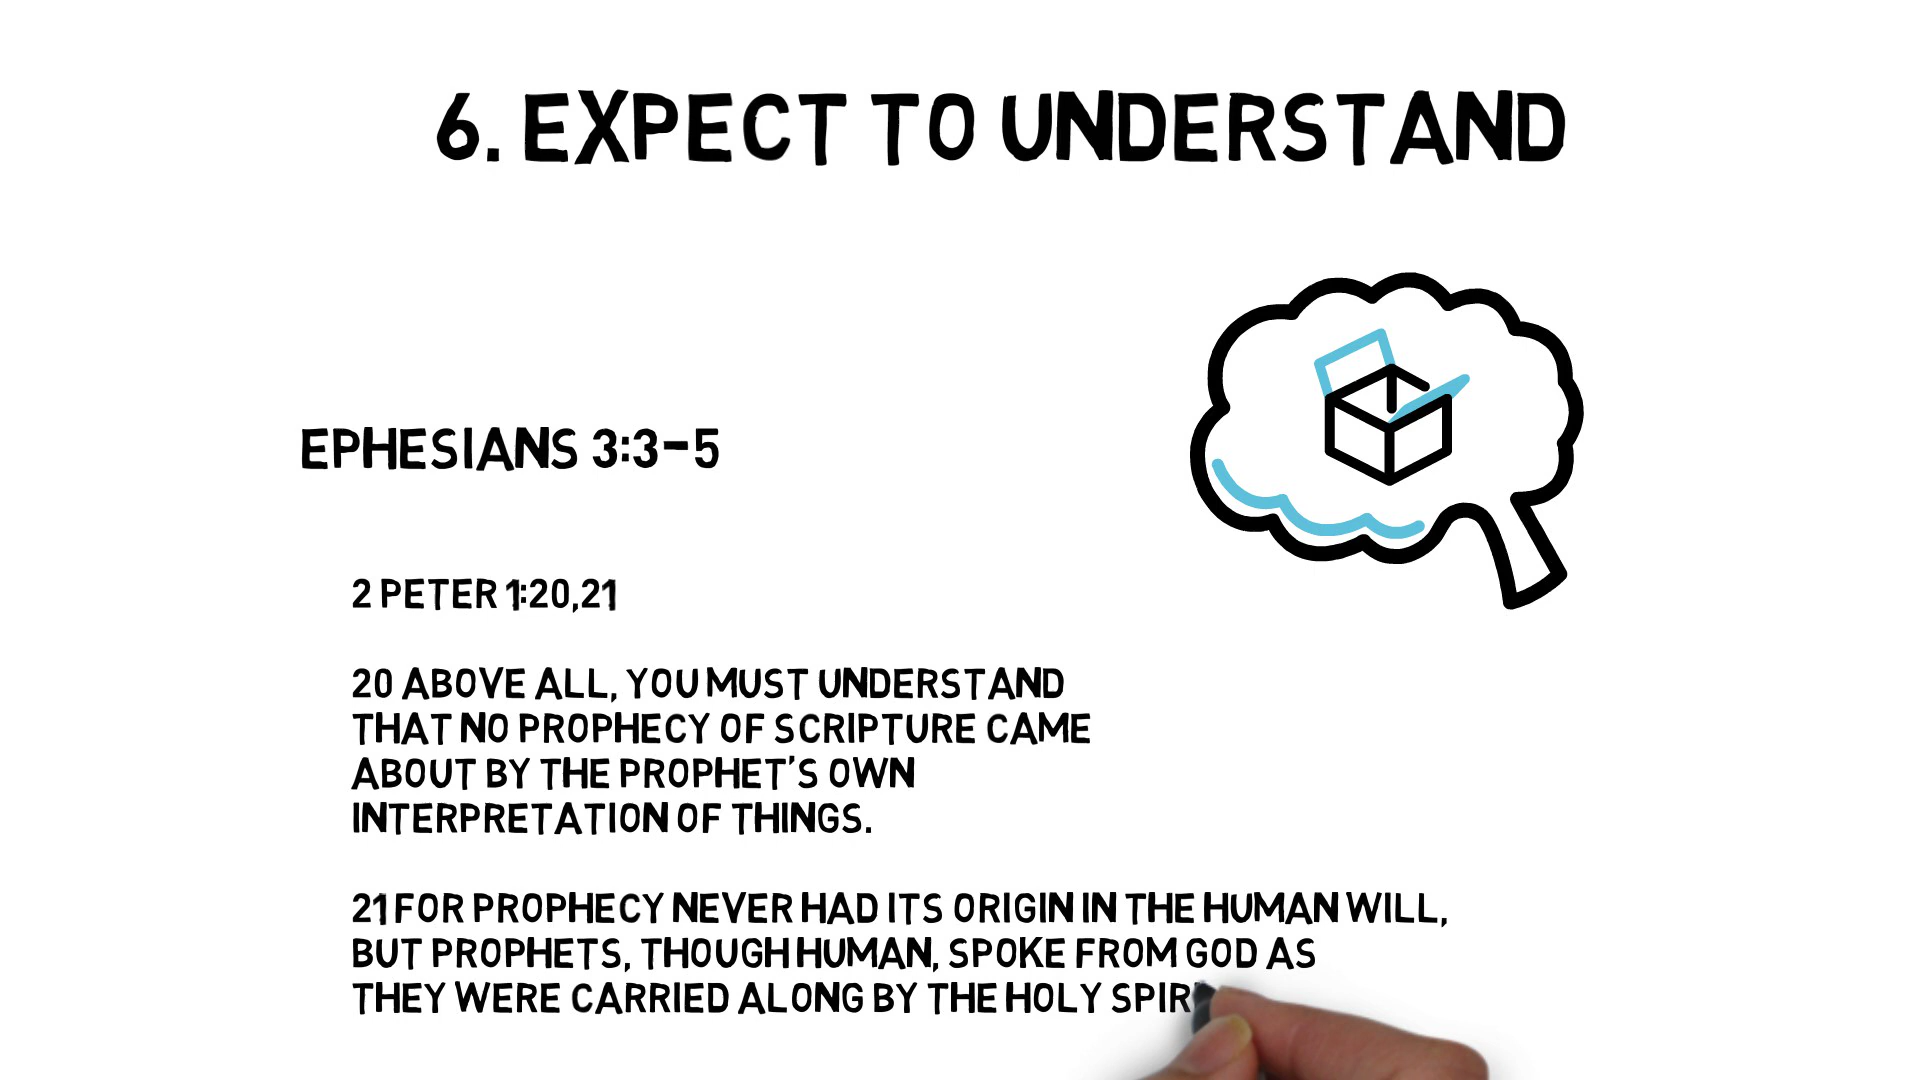 6. EXPECT TO UNDERSTAND
EPHESIANS 3:3-5
2 PETER 1:20,21
20 ABOVE ALL, YOU MUST UNDERSTAND
THAT NO PROPHECY OF SCRIPTURE CAME
ABOUT BY THE PROPHET'S OWN
INTERPRETATION OF THINGS.
21 FOR PROPHECY NEVER HAD ITS ORIGIN IN THE HUMAN WILL,
BUT PROPHETS, THOUGH HUMAN, SPOKE FROM GOD AS
THEY WERE CARRIED ALONG BY THE HOLY SPIR